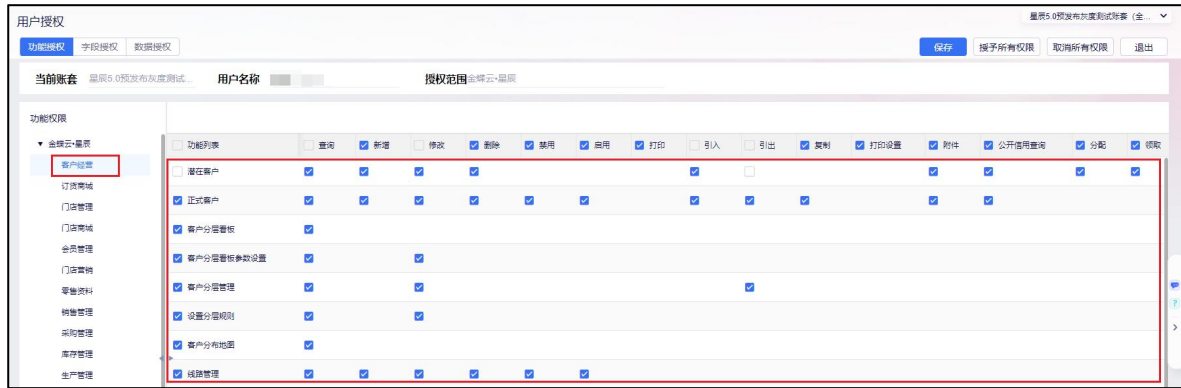 用户授权
星辰5.0预发布灰度测试账套（全...
功能授权 字段授权 数据授权
保存 授予所有权限 取消所有权限 退出
当前账套 星辰5.0预发布灰度测试... 用户名称 授权范围 金蝶云•星辰
功能权限
金蝶云•星辰
功能列表 查询 新增 修改 删除 禁用 启用 打印 引入 引出 复制 打印设置 附件 公开信用查询 分配 领取
客户经营
潜在客户
订货商城
门店管理
正式客户
门店商城
客户分层看板
会员管理
客户分层看板参数设置
门店营销
零售资料
客户分层管理
销售管理
设置分层规则
采购管理
客户分布地图
库存管理
生产管理
线路管理